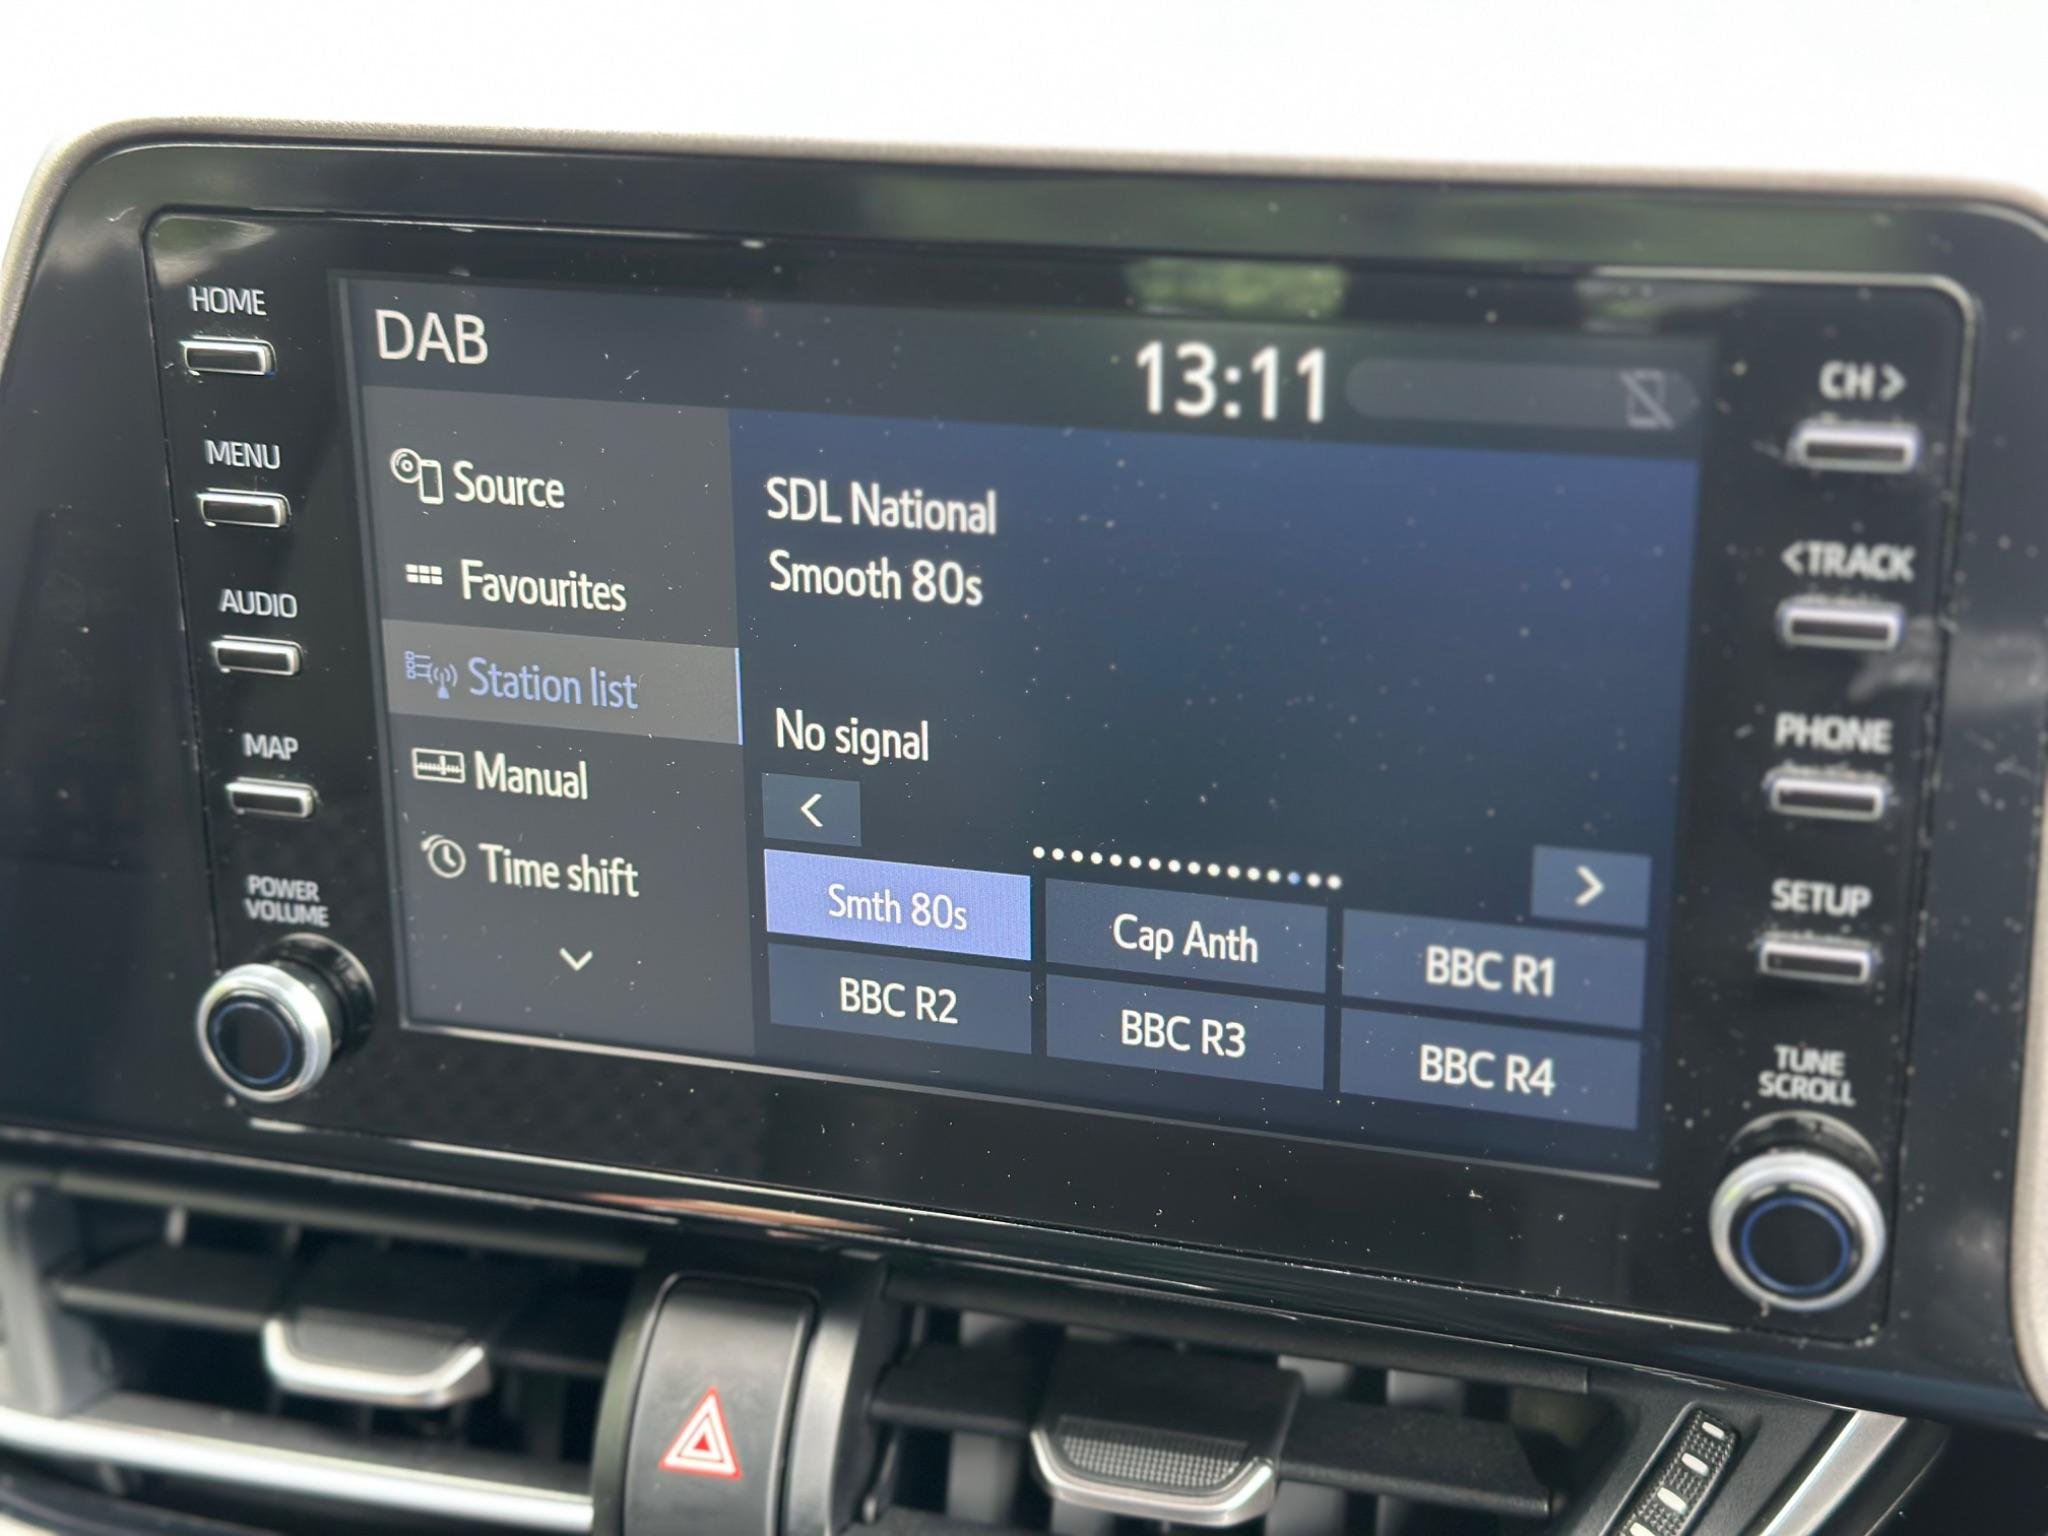 HOME
MENU
AUDIO
MAP
POWER
VOLUME
DAB
13:11
Source
Favourites
Station list
Manual
Time shift
SDL National
Smooth 80s
No signal
Smth 80s
Cap Anth
BBC R1
BBC R2
BBC R3
BBC R4
CH >
< TRACK
PHONE
SETUP
TUNE
SCROLL